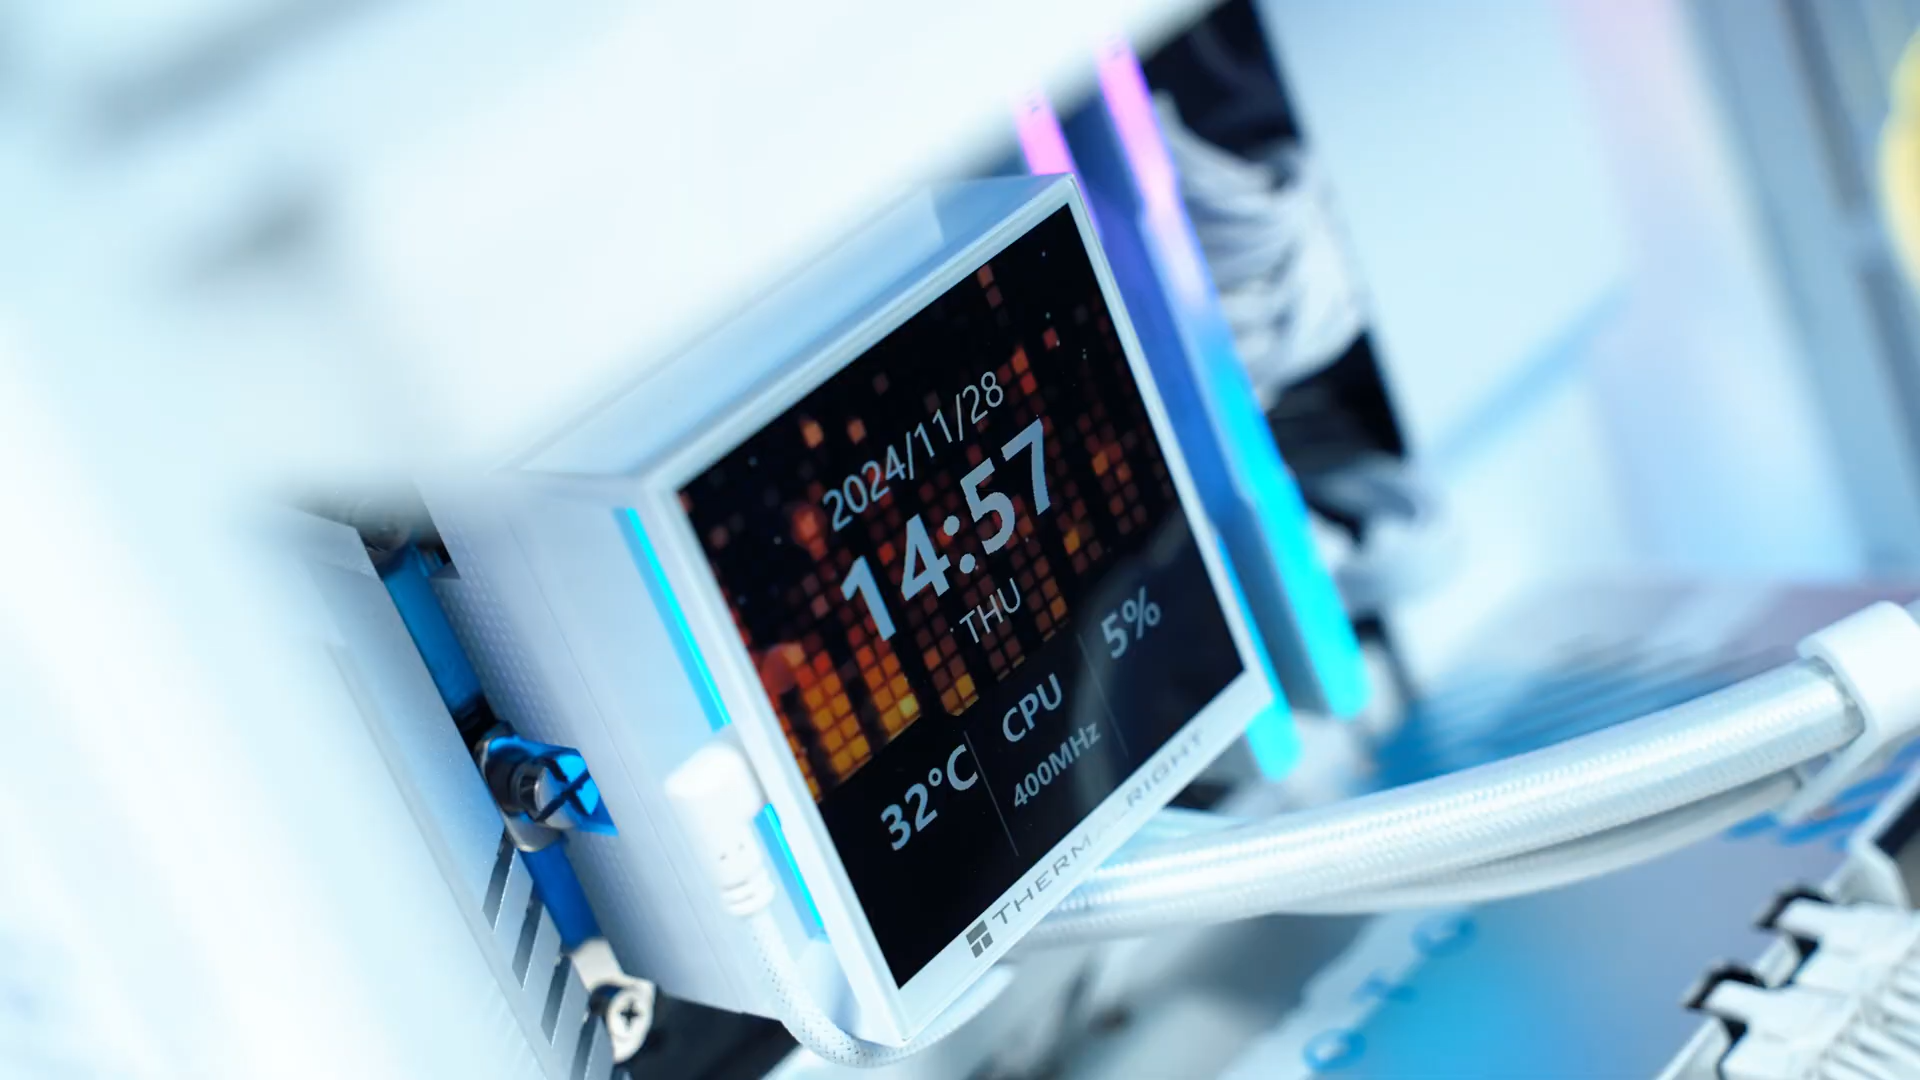 2024/11/28
14:57
THU
32°C
CPU
400MHz
5%
THERMALRIGHT